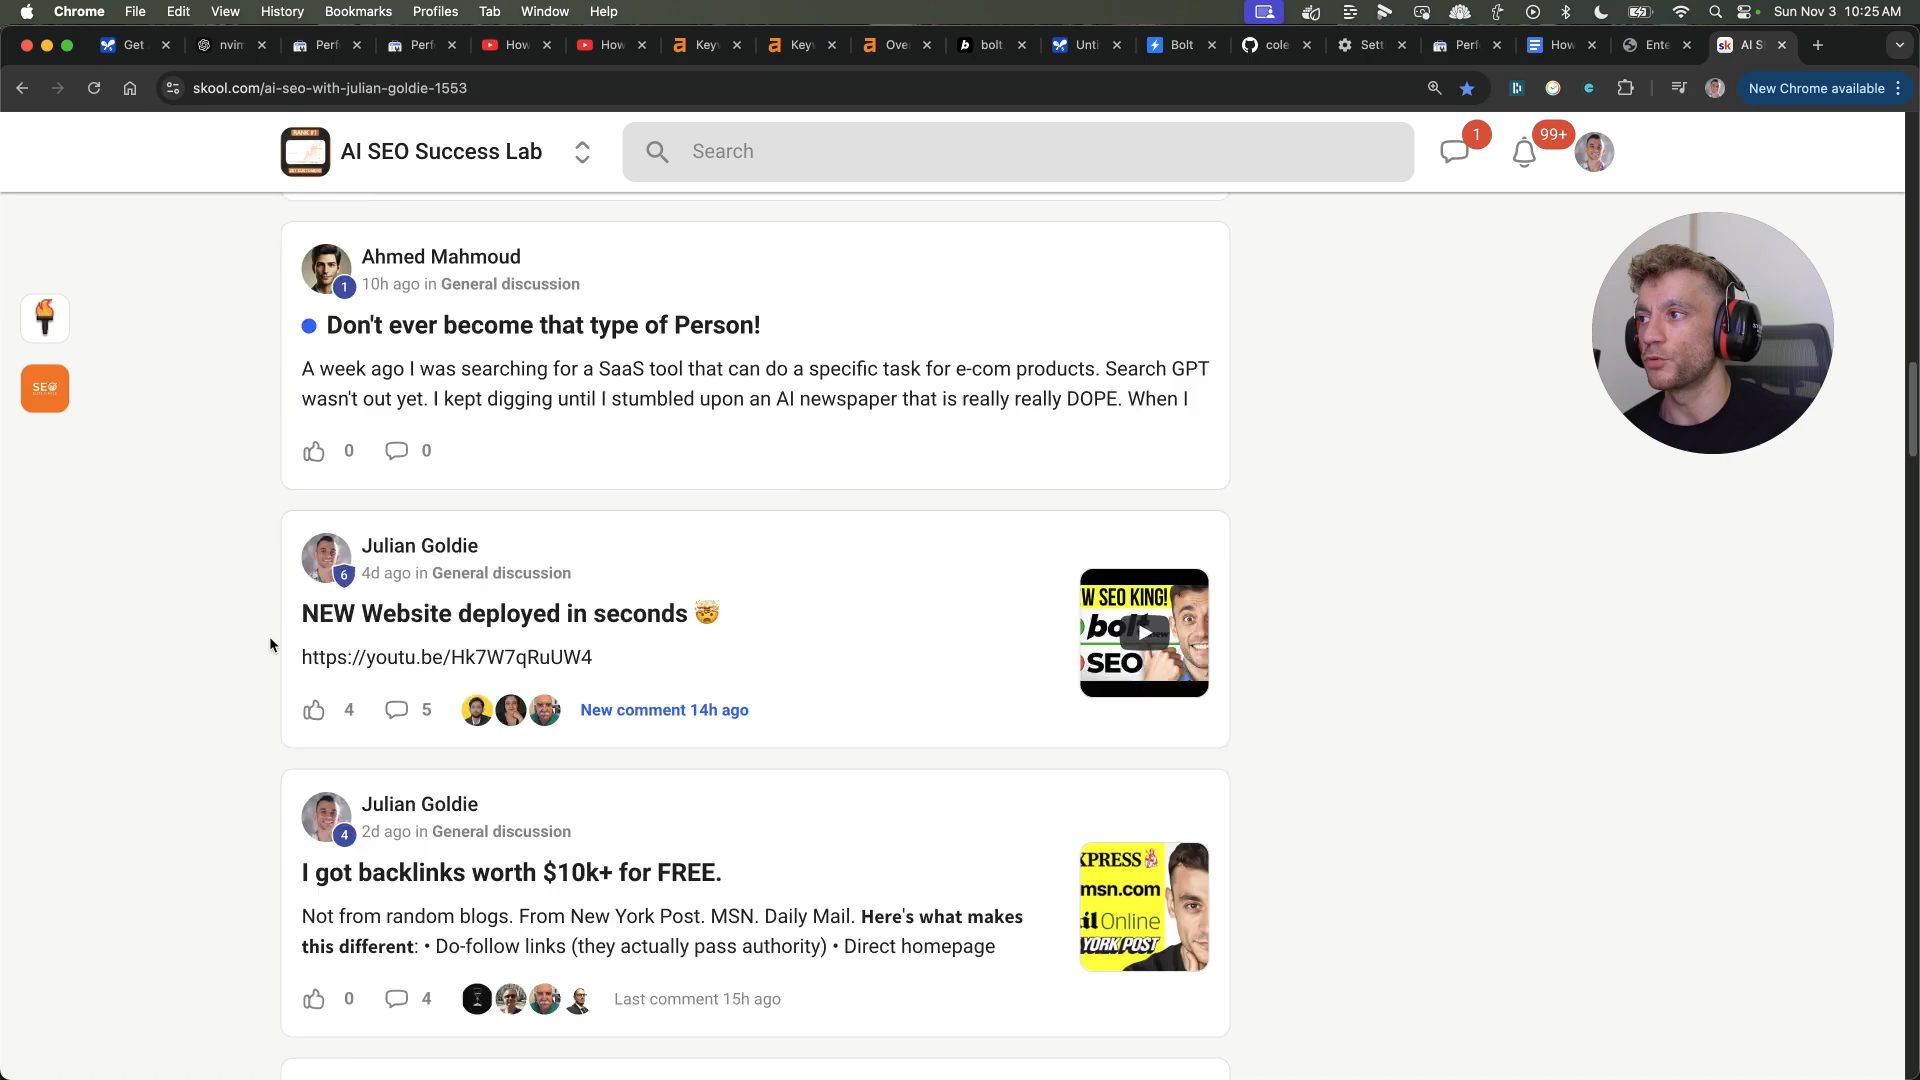 Chrome File Edit View History Bookmarks Profiles Tab Window Help Sun Nov 3 10:25 AM
Get nvim Perf Perf How How Key Key Over bolt. Unti Bolt cole Sett Perf How Ente AI S
skool.com/ai-seo-with-julian-goldie-1553 New Chrome available
RANK #1
AI SEO Success Lab
Search
1
99+
SEO
Ahmed Mahmoud
1
10h ago in General discussion
Don't ever become that type of Person!
A week ago I was searching for a SaaS tool that can do a specific task for e-com products. Search GPT
wasn't out yet. I kept digging until I stumbled upon an AI newspaper that is really really DOPE. When I
0 0
Julian Goldie
6
4d ago in General discussion
NEW Website deployed in seconds 🤯
https://youtu.be/Hk7W7qRuUW4
4 5 New comment 14h ago
W SEO KING!
bolt
SEO
Julian Goldie
4
2d ago in General discussion
I got backlinks worth $10k+ for FREE.
Not from random blogs. From New York Post. MSN. Daily Mail. Here's what makes
this different: • Do-follow links (they actually pass authority) • Direct homepage
0 4 Last comment 15h ago
XPRESS
msn.com
il Online
YORK POST